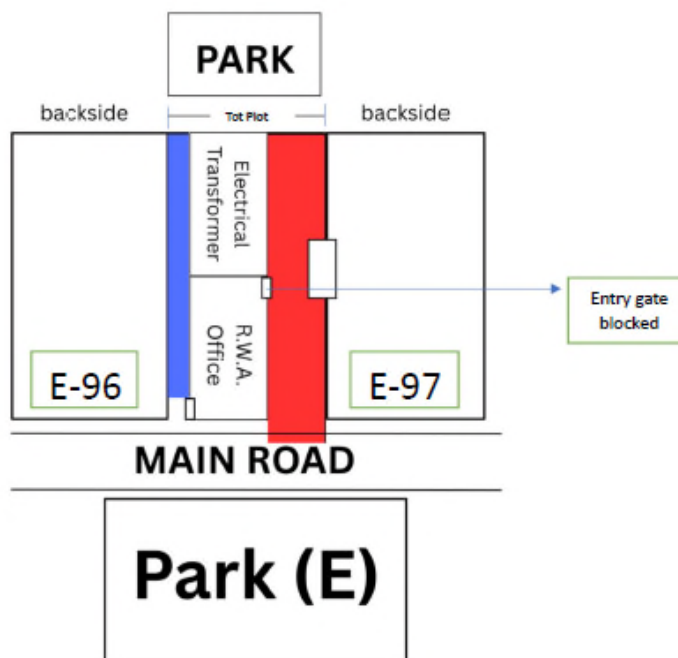 PARK
backside
Tot Plot
backside
Electrical
Transformer
Entry gate
blocked
R.W.A.
Office
E-96
E-97
MAIN ROAD
Park (E)